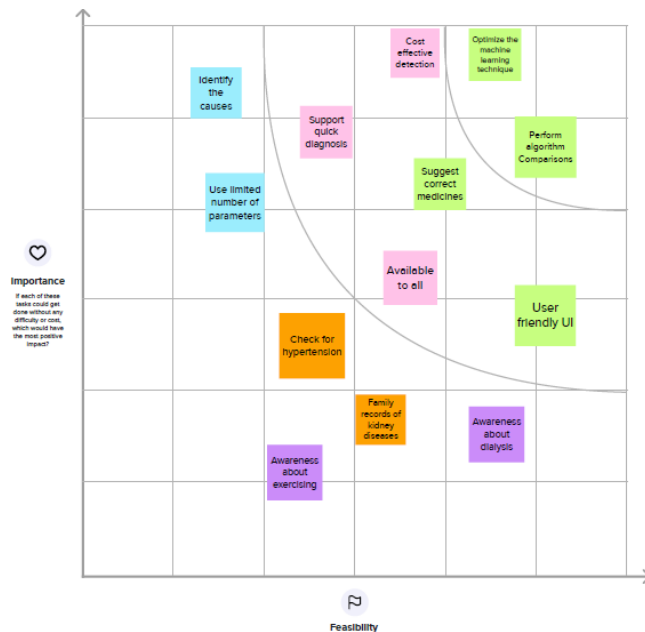 Cost
effective
detection
Optimize the
machine
learning
technique
Identify
the
causes
Support
quick
diagnosis
Perform
algorithm
Comparisons
Suggest
correct
medicines
Use limited
number of
parameters
Importance
If each of these
tasks could get
done without any
difficulty or cost,
which would have
the most positive
impact?
Available
to all
User
friendly UI
Check for
hypertension
Family
records of
kidney
diseases
Awareness
about
dialysis
Awareness
about
exercising
Feasibility